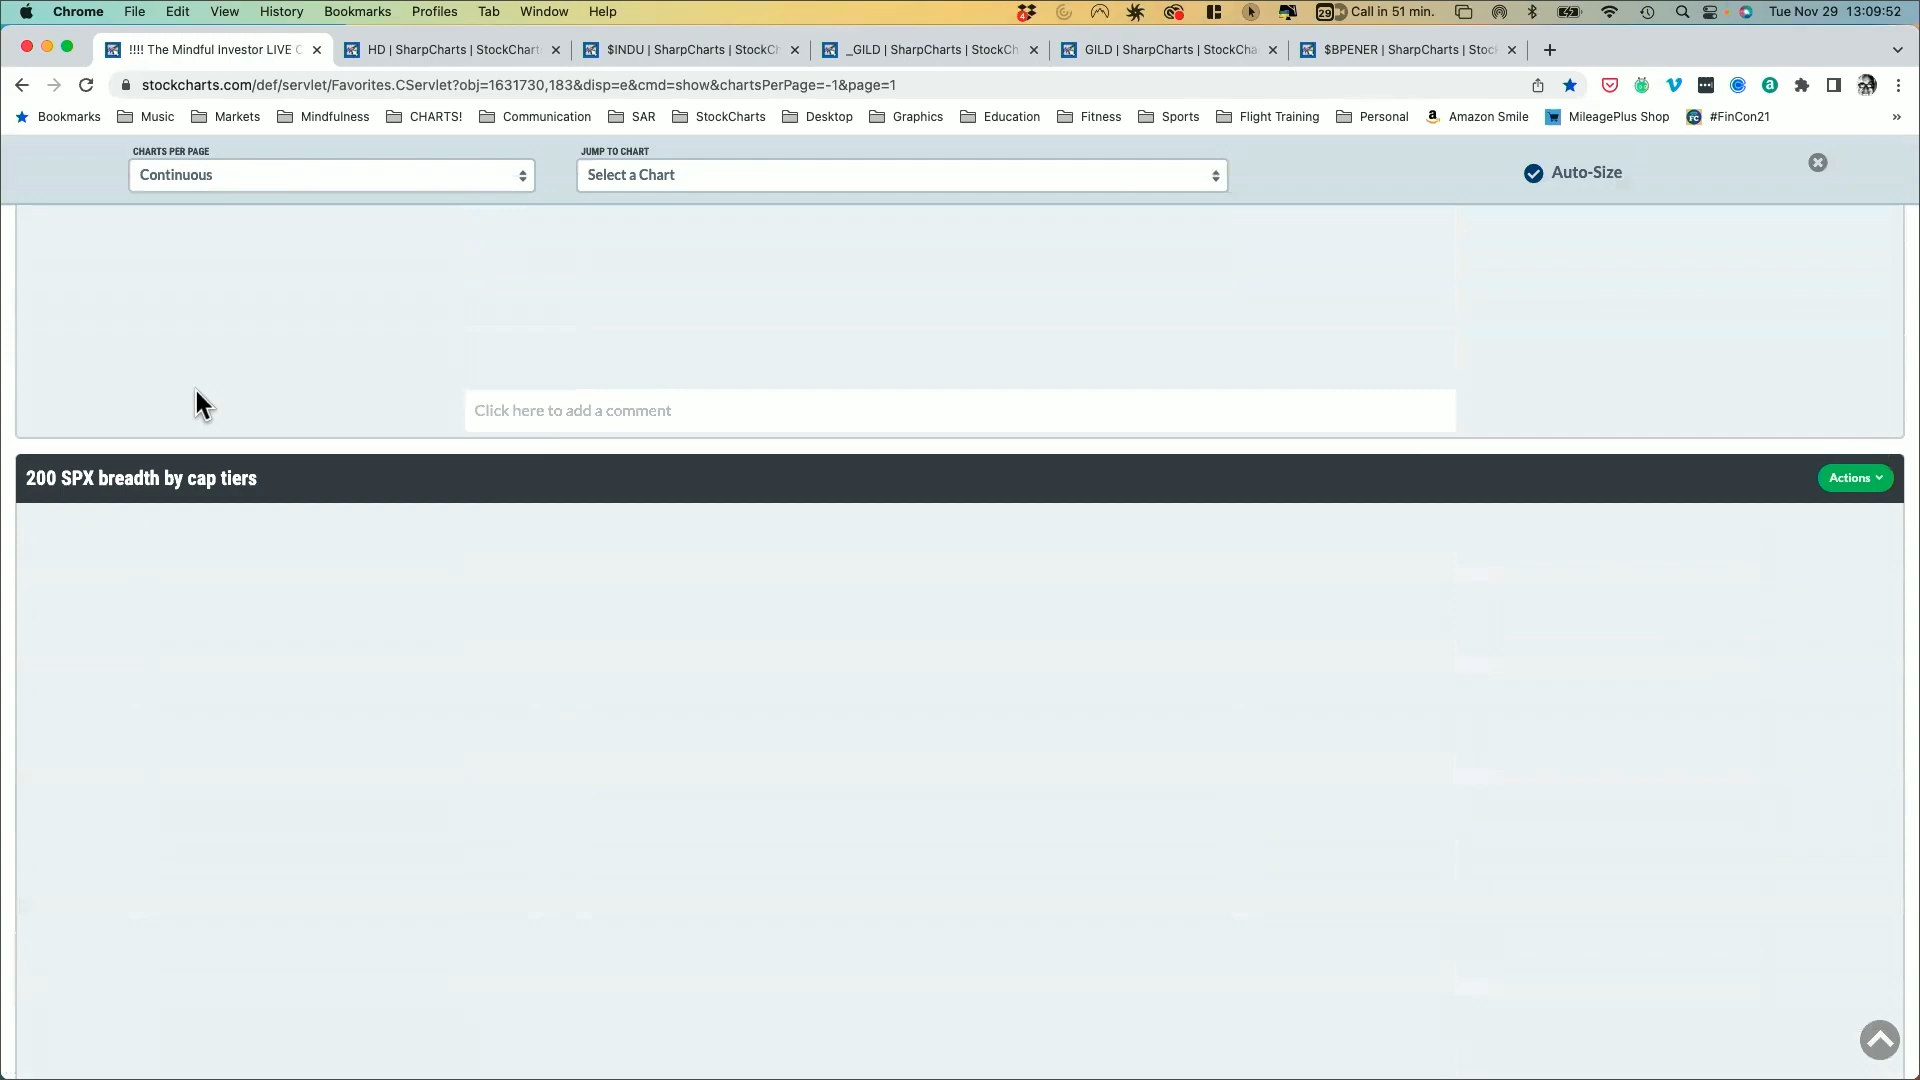 Chrome File Edit View History Bookmarks Profiles Tab Window Help 4 29 Call in 51 min. Tue Nov 29 13:09:52
!!!! The Mindful Investor LIVE C HD | SharpCharts | StockChart $INDU | SharpCharts | StockCh _GILD | SharpCharts | StockCh GILD | SharpCharts | StockCha $BPENER | SharpCharts | Stoc
stockcharts.com/def/servlet/Favorites.CServlet?obj=1631730,183&disp=e&cmd=show&chartsPerPage=-1&page=1
Bookmarks Music Markets Mindfulness CHARTS! Communication SAR StockCharts Desktop Graphics Education Fitness Sports Flight Training Personal Amazon Smile MileagePlus Shop #FinCon21 »
CHARTS PER PAGE JUMP TO CHART
Continuous Select a Chart Auto-Size
Click here to add a comment
200 SPX breadth by cap tiers Actions